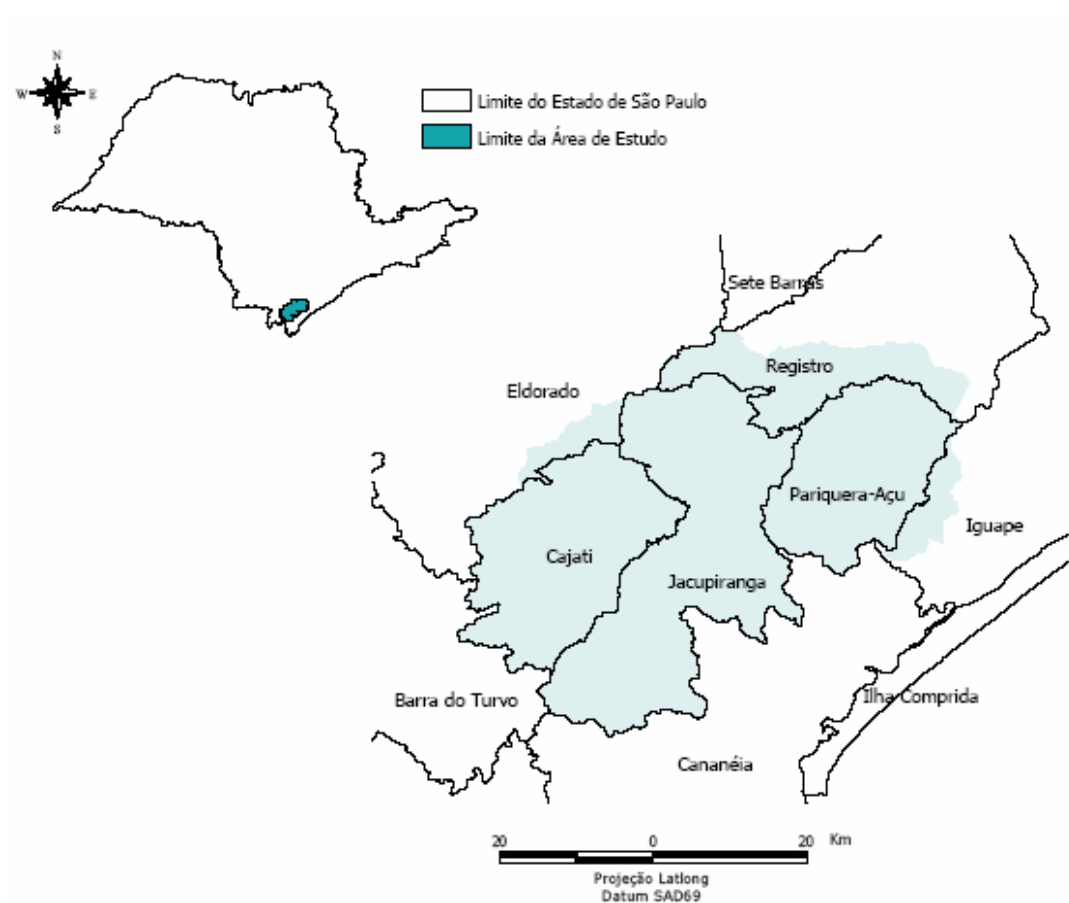 N
W E
S
Limite do Estado de São Paulo
Limite da Área de Estudo
Sete Barras
Registro
Eldorado
Pariquera-Açu
Iguape
Cajati
Jacupiranga
Barra do Turvo
Ilha Comprida
Cananéia
20 0 20 Km
Projeção Latlong
Datum SAD69